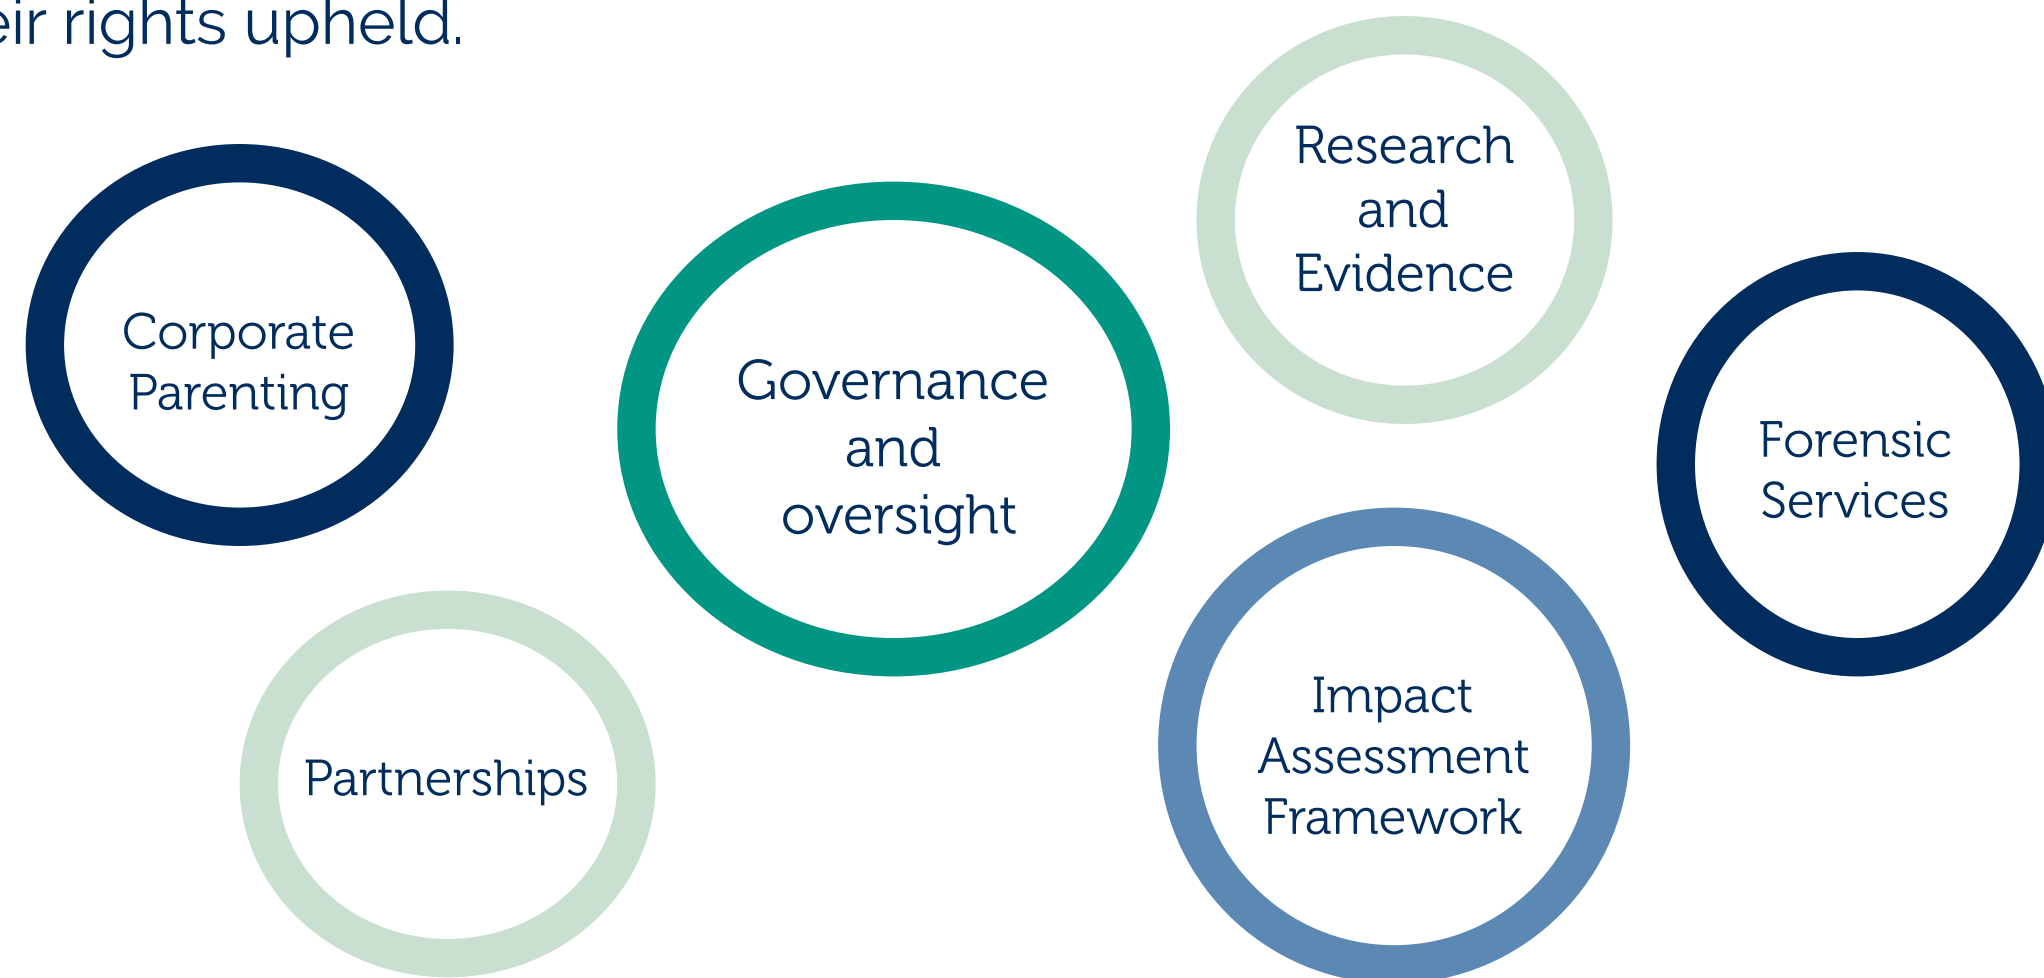 eir rights upheld.
Corporate
Parenting
Governance
and
oversight
Research
and
Evidence
Forensic
Services
Partnerships
Impact
Assessment
Framework